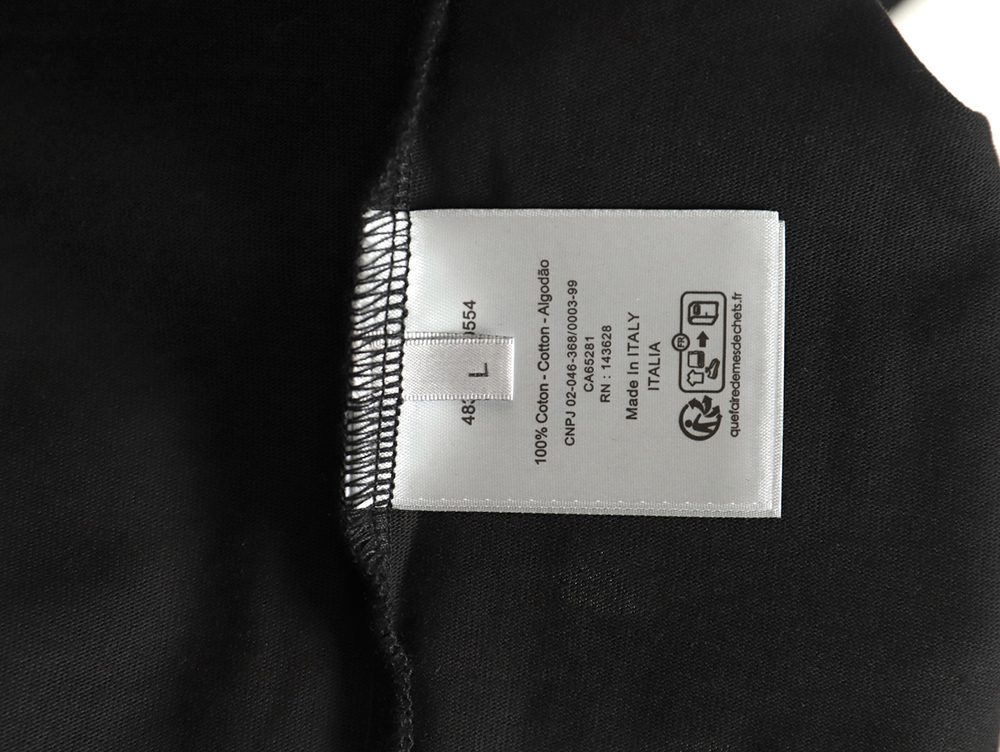 L
100% Coton - Cotton - Algodão
CNPJ 02-046-368/0003-99
CA65281
RN : 143628
Made In ITALY
ITALIA
FR
quefairedemesdechets.fr